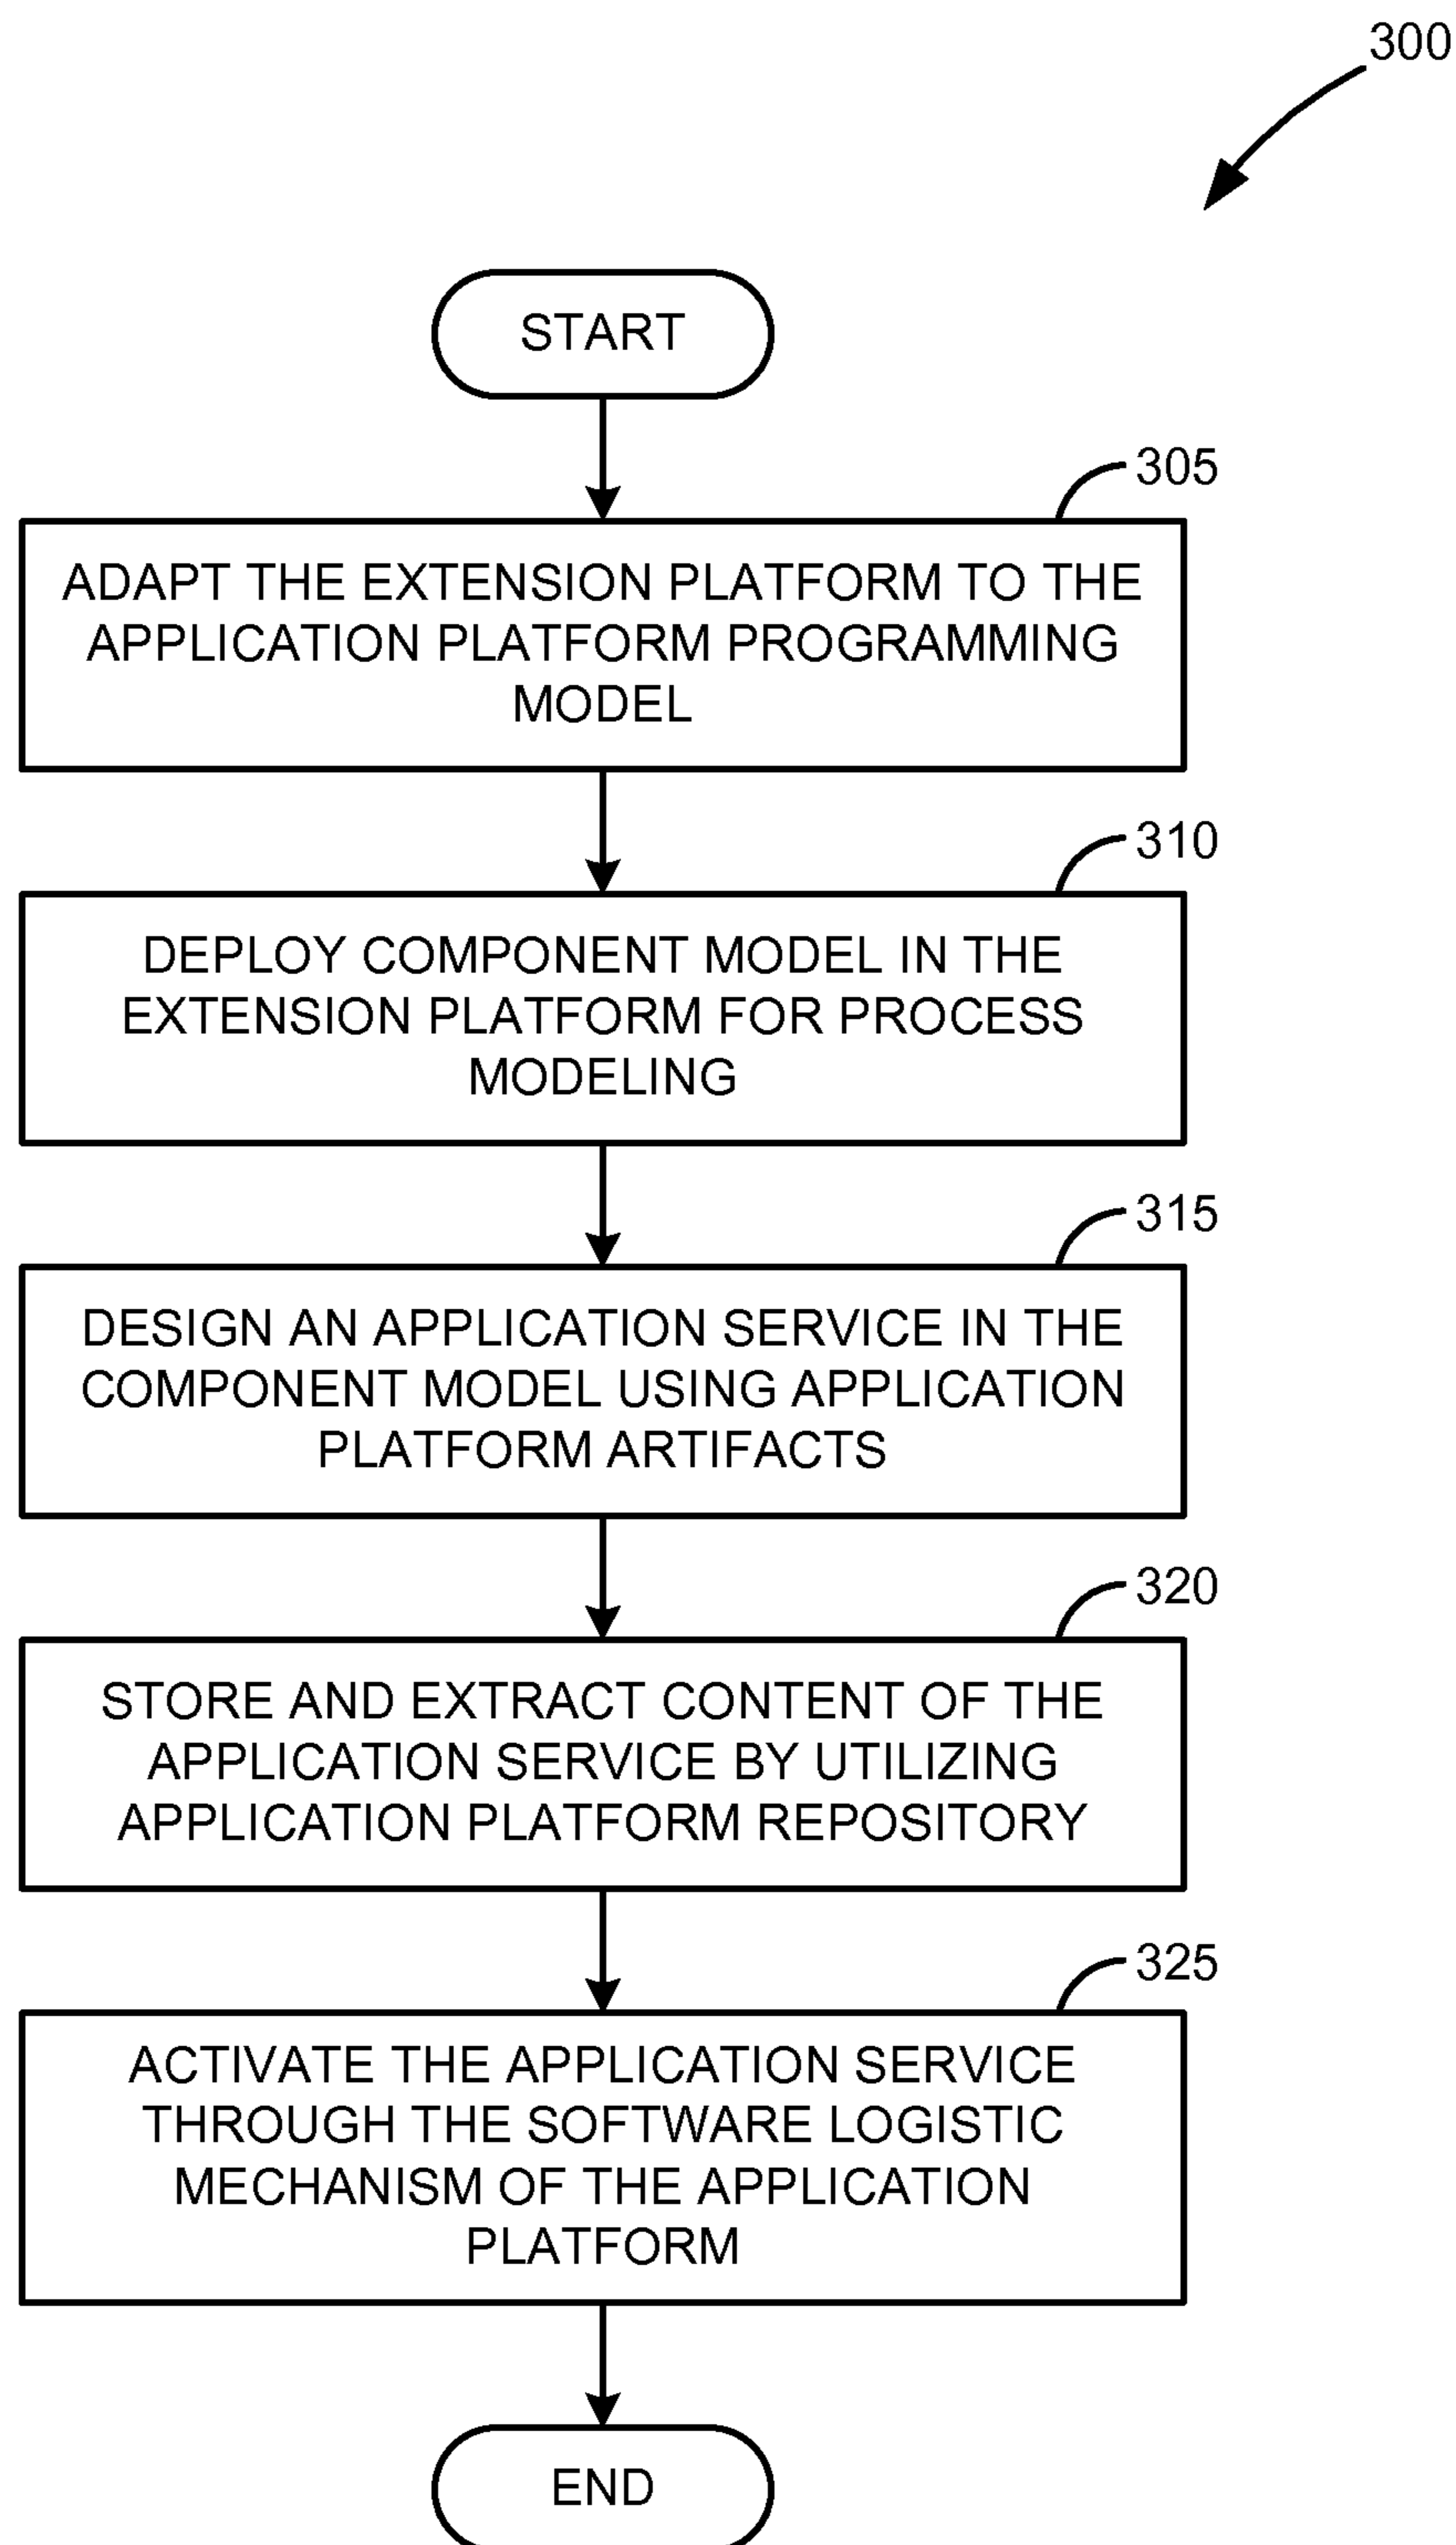 300
START
305
ADAPT THE EXTENSION PLATFORM TO THE
APPLICATION PLATFORM PROGRAMMING
MODEL
310
DEPLOY COMPONENT MODEL IN THE
EXTENSION PLATFORM FOR PROCESS
MODELING
315
DESIGN AN APPLICATION SERVICE IN THE
COMPONENT MODEL USING APPLICATION
PLATFORM ARTIFACTS
320
STORE AND EXTRACT CONTENT OF THE
APPLICATION SERVICE BY UTILIZING
APPLICATION PLATFORM REPOSITORY
325
ACTIVATE THE APPLICATION SERVICE
THROUGH THE SOFTWARE LOGISTIC
MECHANISM OF THE APPLICATION
PLATFORM
END